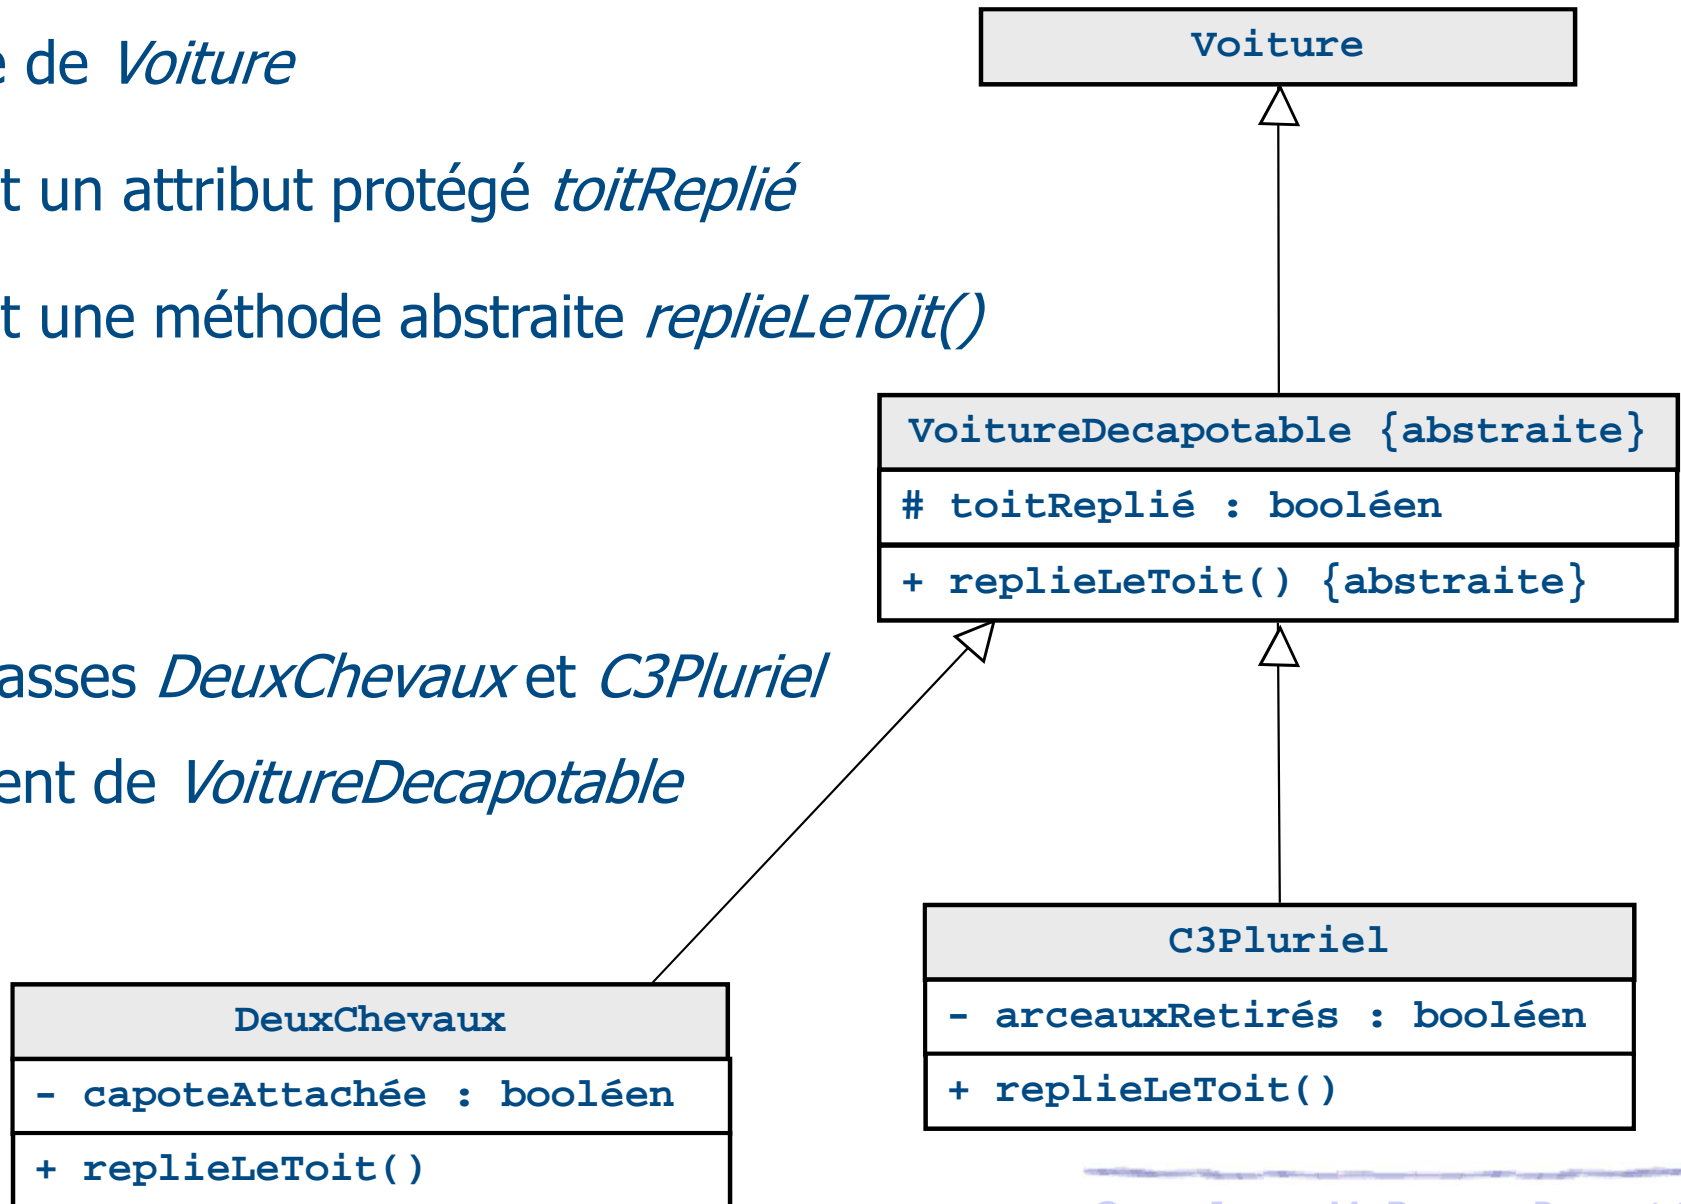 de Voiture
t un attribut protégé toitReplié
t une méthode abstraite replieLeToit()
asses DeuxChevaux et C3Pluriel
ent de VoitureDecapotable
Voiture
VoitureDecapotable {abstraite}
# toitReplié : booléen
+ replieLeToit() {abstraite}
C3Pluriel
- arceauxRetirés : booléen
+ replieLeToit()
DeuxChevaux
- capoteAttachée : booléen
+ replieLeToit()